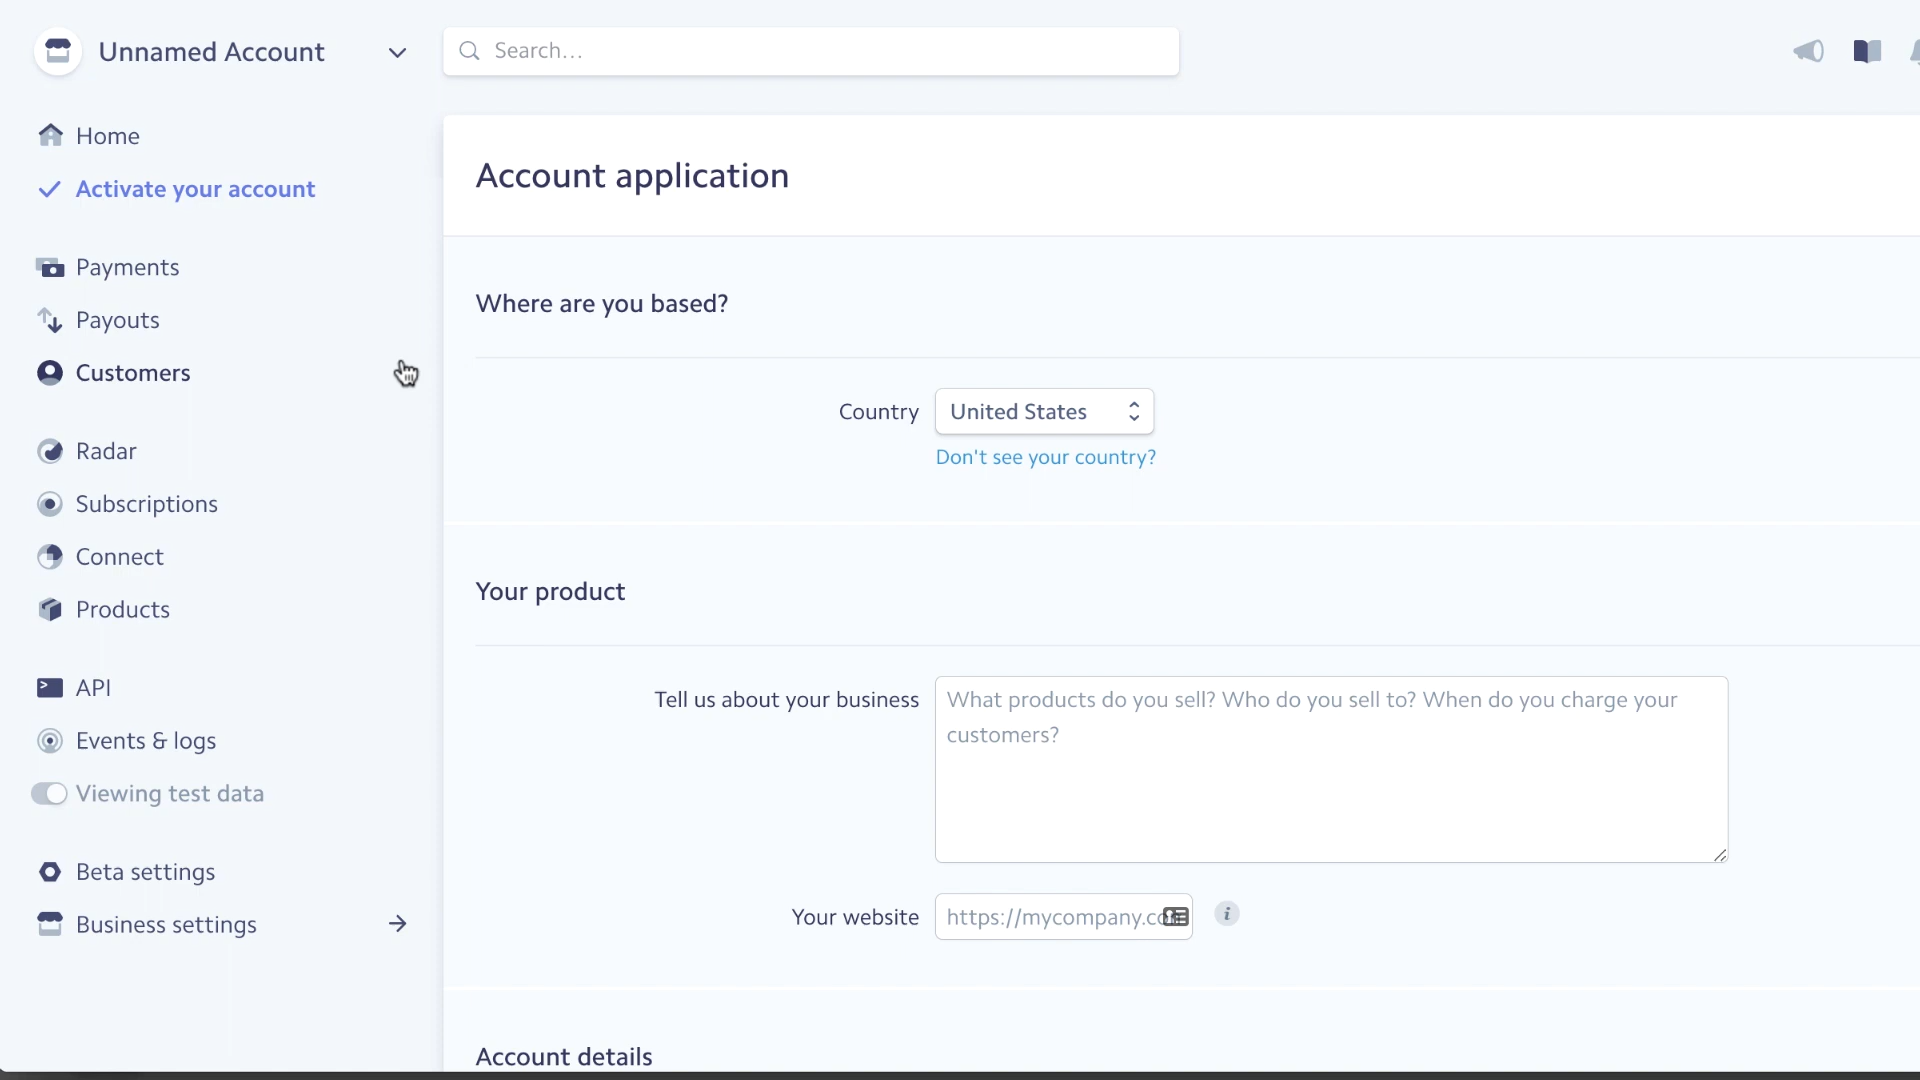 Unnamed Account
Search...
Home
Activate your account
Payments
Payouts
Customers
Radar
Subscriptions
Connect
Products
API
Events & logs
Viewing test data
Beta settings
Business settings
Account application
Where are you based?
Country
United States
Don't see your country?
Your product
Tell us about your business
What products do you sell? Who do you sell to? When do you charge your
customers?
Your website
https://mycompany.co
Account details